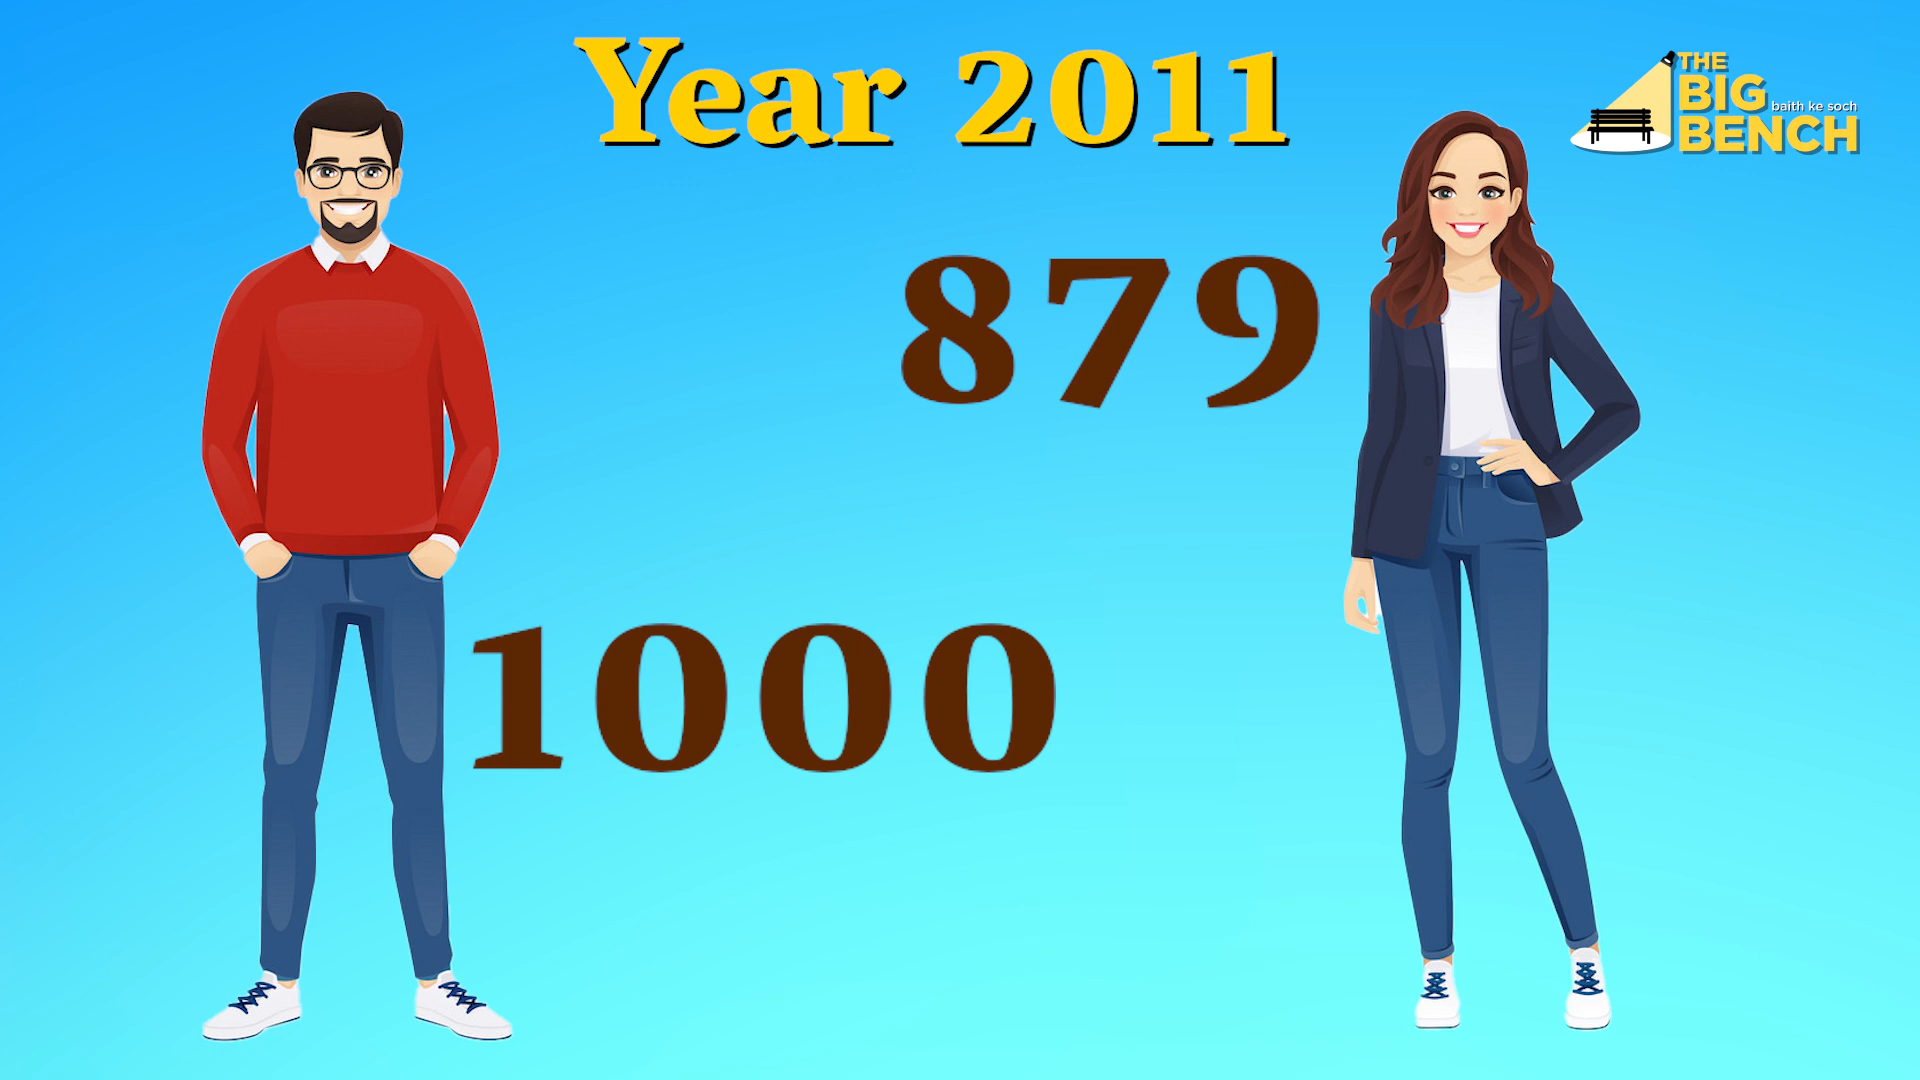 Year 2011
THE
BIG
baith ke soch
BENCH
879
1000